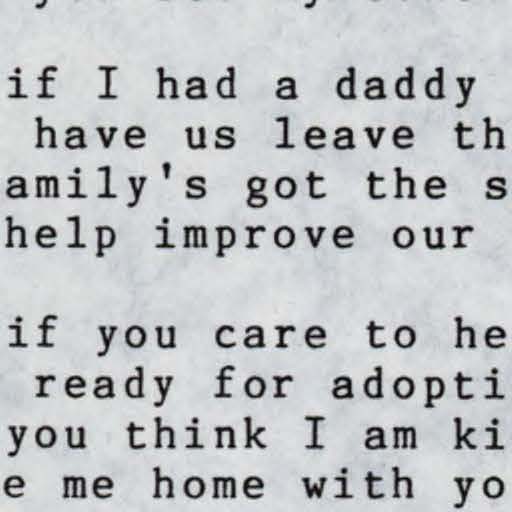 if I had a daddy
have us leave th
amily's got the s
help improve our
if you care to he
ready for adopti
you think I am ki
e me home with yo